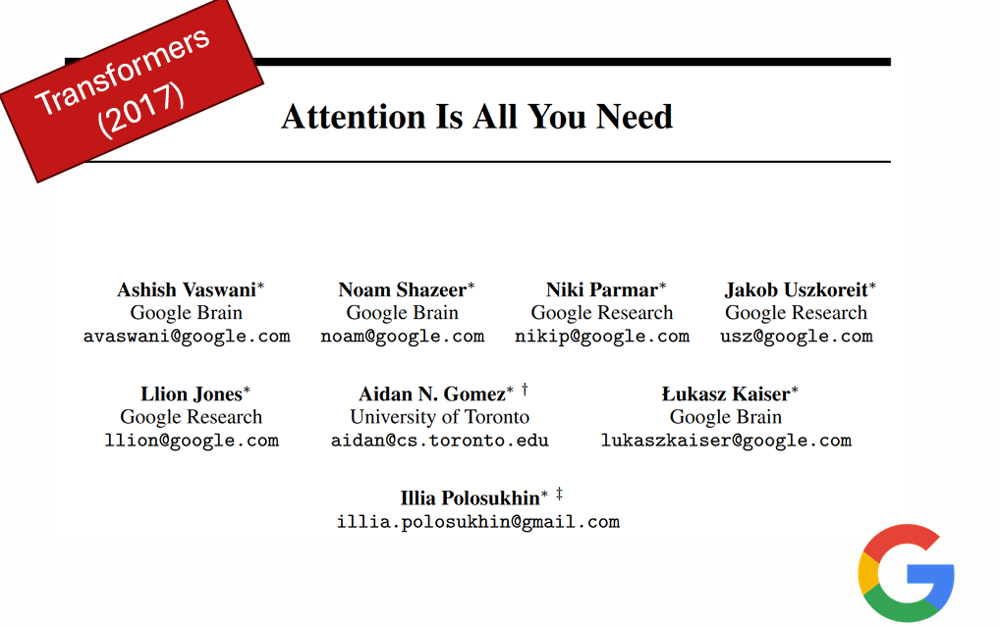 Transformers
(2017)
Attention Is All You Need
Ashish Vaswani* Noam Shazeer* Niki Parmar* Jakob Uszkoreit*
Google Brain Google Brain Google Research Google Research
avaswani@google.com noam@google.com nikip@google.com usz@google.com
Llion Jones* Aidan N. Gomez* † Łukasz Kaiser*
Google Research University of Toronto Google Brain
llion@google.com aidan@cs.toronto.edu lukaszkaiser@google.com
Illia Polosukhin* ‡
illia.polosukhin@gmail.com